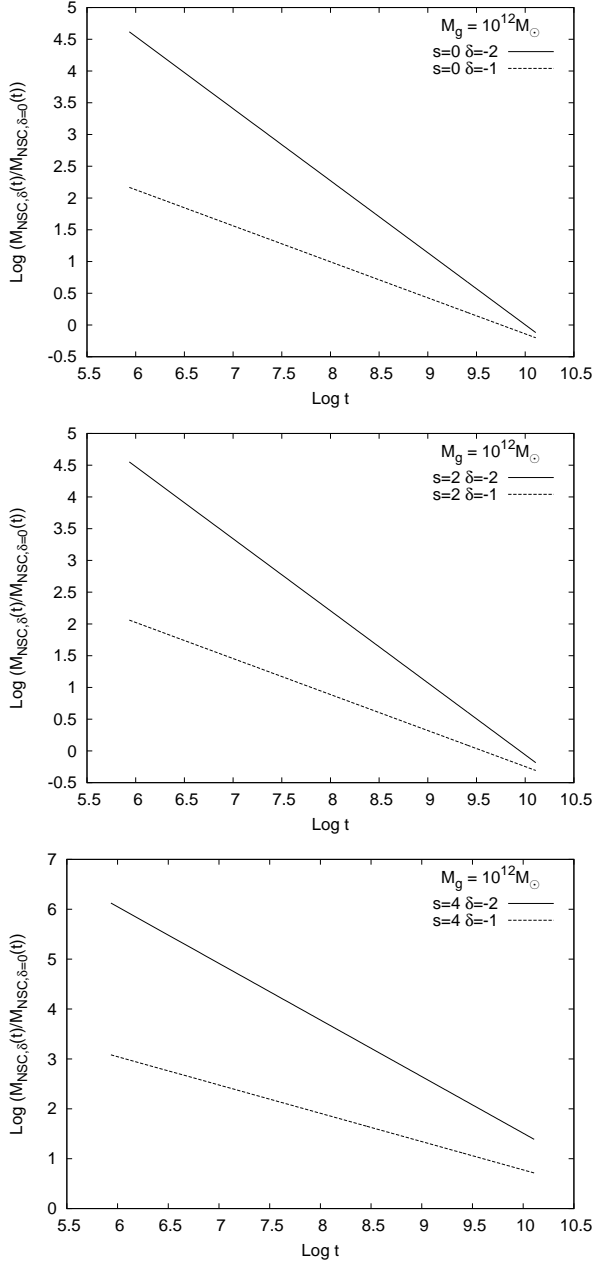 5
4.5
4
3.5
3
2.5
2
1.5
1
0.5
0
-0.5
5.5 6 6.5 7 7.5 8 8.5 9 9.5 10 10.5
Log (M_NSC,δ(t)/M_NSC,δ=0(t))
Log t
M_g = 10^12 M_☉
s=0 δ=-2
s=0 δ=-1
5
4.5
4
3.5
3
2.5
2
1.5
1
0.5
0
-0.5
5.5 6 6.5 7 7.5 8 8.5 9 9.5 10 10.5
Log (M_NSC,δ(t)/M_NSC,δ=0(t))
Log t
M_g = 10^12 M_☉
s=2 δ=-2
s=2 δ=-1
7
6
5
4
3
2
1
0
5.5 6 6.5 7 7.5 8 8.5 9 9.5 10 10.5
Log (M_NSC,δ(t)/M_NSC,δ=0(t))
Log t
M_g = 10^12 M_☉
s=4 δ=-2
s=4 δ=-1